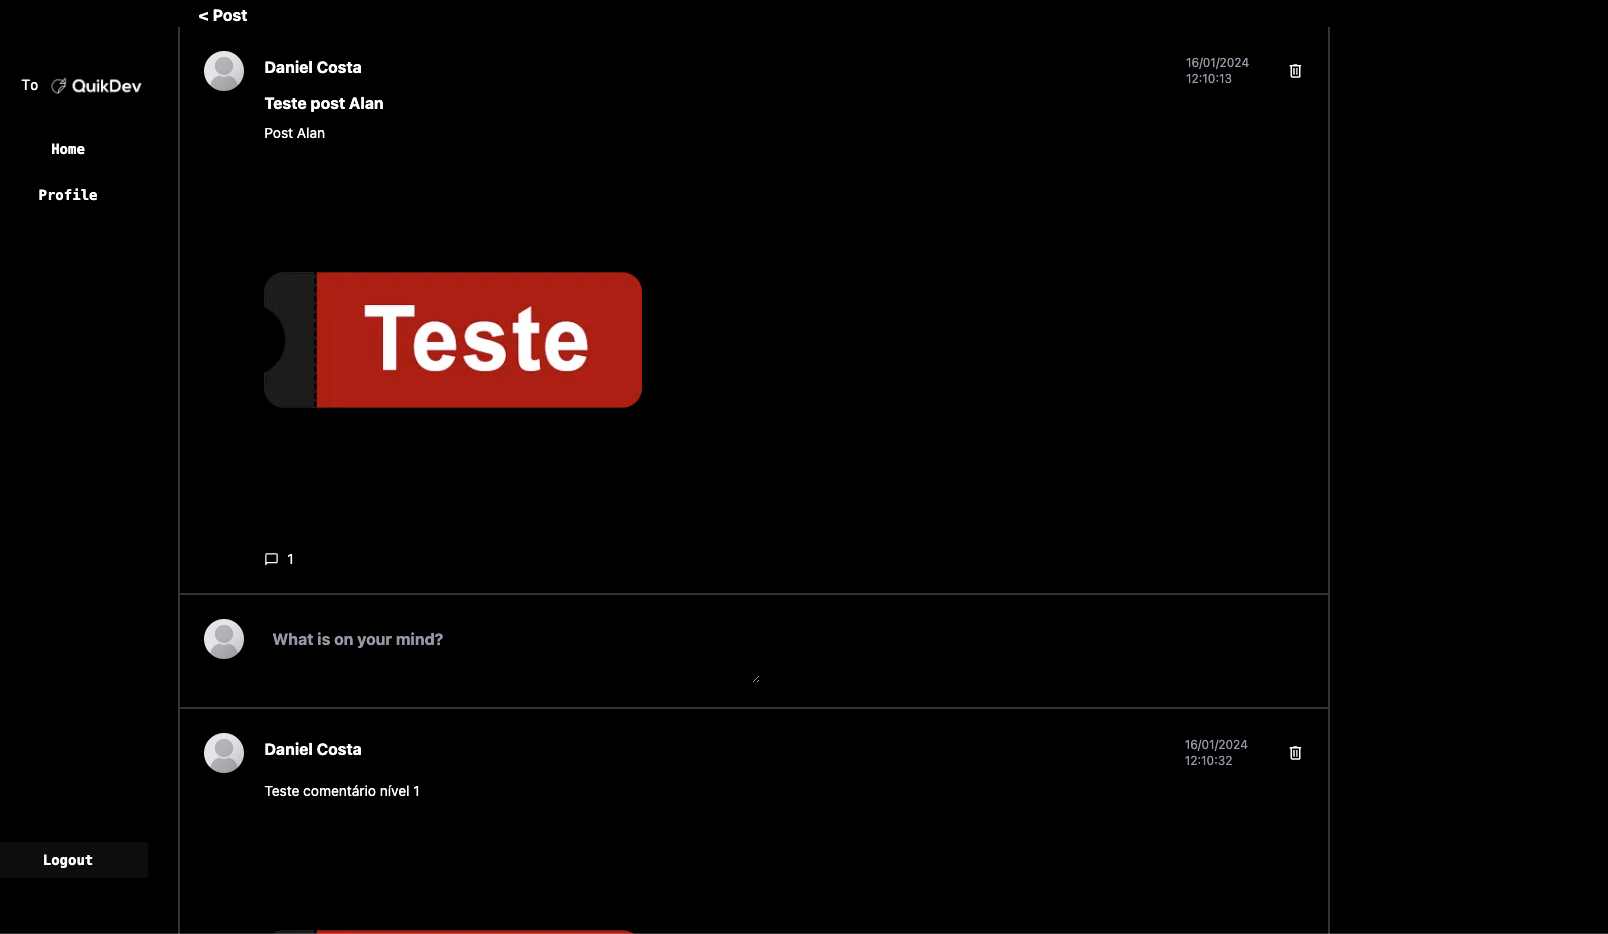 < Post
To QuikDev
Home
Profile
Logout
Daniel Costa
16/01/2024
12:10:13
Teste post Alan
Post Alan
Teste
1
What is on your mind?
Daniel Costa
16/01/2024
12:10:32
Teste comentário nível 1